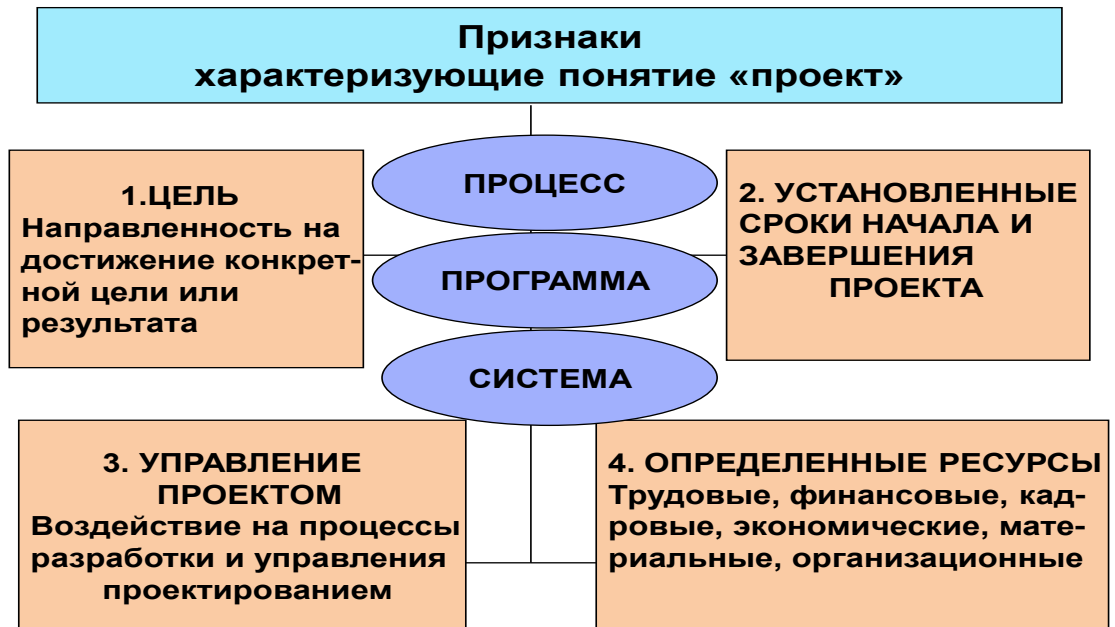 Признаки
характеризующие понятие «проект»
ПРОЦЕСС
ПРОГРАММА
СИСТЕМА
1.ЦЕЛЬ
Направленность на
достижение конкрет-
ной цели или
результата
2. УСТАНОВЛЕННЫЕ
СРОКИ НАЧАЛА И
ЗАВЕРШЕНИЯ
ПРОЕКТА
3. УПРАВЛЕНИЕ
ПРОЕКТОМ
Воздействие на процессы
разработки и управления
проектированием
4. ОПРЕДЕЛЕННЫЕ РЕСУРСЫ
Трудовые, финансовые, кад-
ровые, экономические, мате-
риальные, организационные